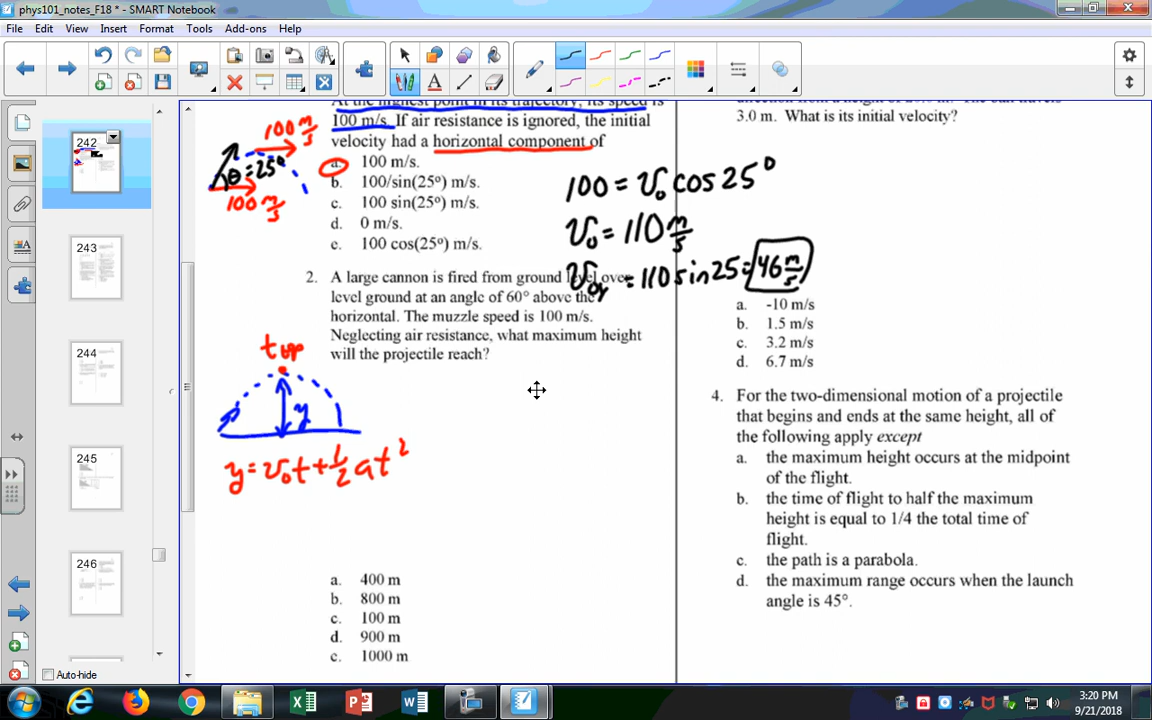 phys101_notes_F18 * - SMART Notebook
File Edit View Insert Format Tools Add-ons Help
242
243
244
245
246
Auto-hide
At the highest point in its trajectory, its speed is
100 m/s. If air resistance is ignored, the initial
velocity had a horizontal component of
a. 100 m/s.
b. 100/sin(25º) m/s.
c. 100 sin(25º) m/s.
d. 0 m/s.
e. 100 cos(25º) m/s.
100 m/s
θ=25°
100 m/s
100 = v₀ cos 25°
v₀ = 110 m/s
v₀y = 110 sin 25 = 46 m/s
2. A large cannon is fired from ground level over
level ground at an angle of 60° above the
horizontal. The muzzle speed is 100 m/s.
Neglecting air resistance, what maximum height
will the projectile reach?
t top
y
y = v₀t + 1/2 at²
a. 400 m
b. 800 m
c. 100 m
d. 900 m
e. 1000 m
3.0 m. What is its initial velocity?
a. -10 m/s
b. 1.5 m/s
c. 3.2 m/s
d. 6.7 m/s
4. For the two-dimensional motion of a projectile
that begins and ends at the same height, all of
the following apply except
a. the maximum height occurs at the midpoint
of the flight.
b. the time of flight to half the maximum
height is equal to 1/4 the total time of
flight.
c. the path is a parabola.
d. the maximum range occurs when the launch
angle is 45°.
3:20 PM
9/21/2018